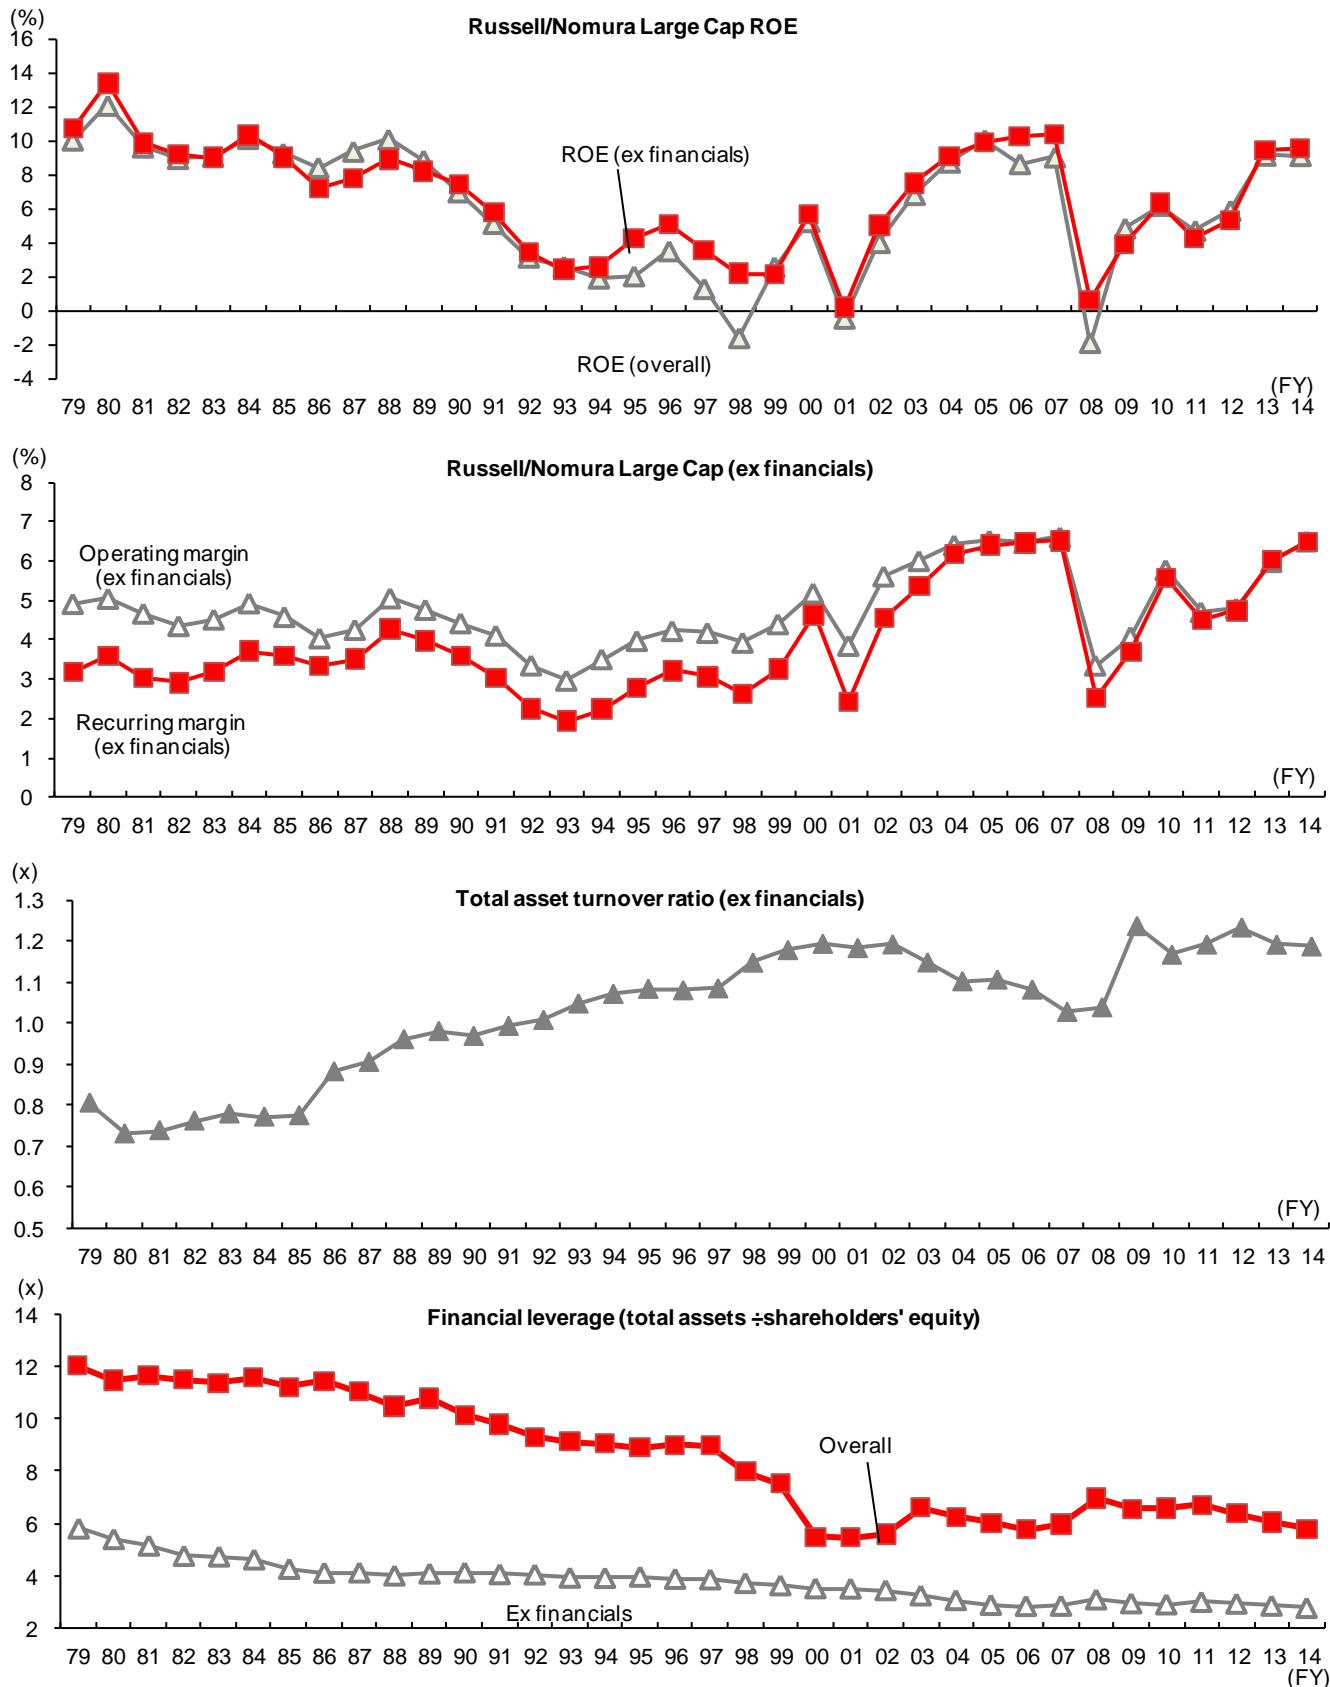 (%)
Russell/Nomura Large Cap ROE
16
14
12
10
8
6
4
2
0
-2
-4
ROE (ex financials)
ROE (overall)
(FY)
79 80 81 82 83 84 85 86 87 88 89 90 91 92 93 94 95 96 97 98 99 00 01 02 03 04 05 06 07 08 09 10 11 12 13 14
(%)
Russell/Nomura Large Cap (ex financials)
8
7
6
5
4
3
2
1
0
Operating margin
(ex financials)
Recurring margin
(ex financials)
(FY)
79 80 81 82 83 84 85 86 87 88 89 90 91 92 93 94 95 96 97 98 99 00 01 02 03 04 05 06 07 08 09 10 11 12 13 14
(x)
Total asset turnover ratio (ex financials)
1.3
1.2
1.1
1.0
0.9
0.8
0.7
0.6
0.5
(FY)
79 80 81 82 83 84 85 86 87 88 89 90 91 92 93 94 95 96 97 98 99 00 01 02 03 04 05 06 07 08 09 10 11 12 13 14
(x)
Financial leverage (total assets ÷shareholders' equity)
14
12
10
8
6
4
2
Overall
Ex financials
79 80 81 82 83 84 85 86 87 88 89 90 91 92 93 94 95 96 97 98 99 00 01 02 03 04 05 06 07 08 09 10 11 12 13 14
(FY)